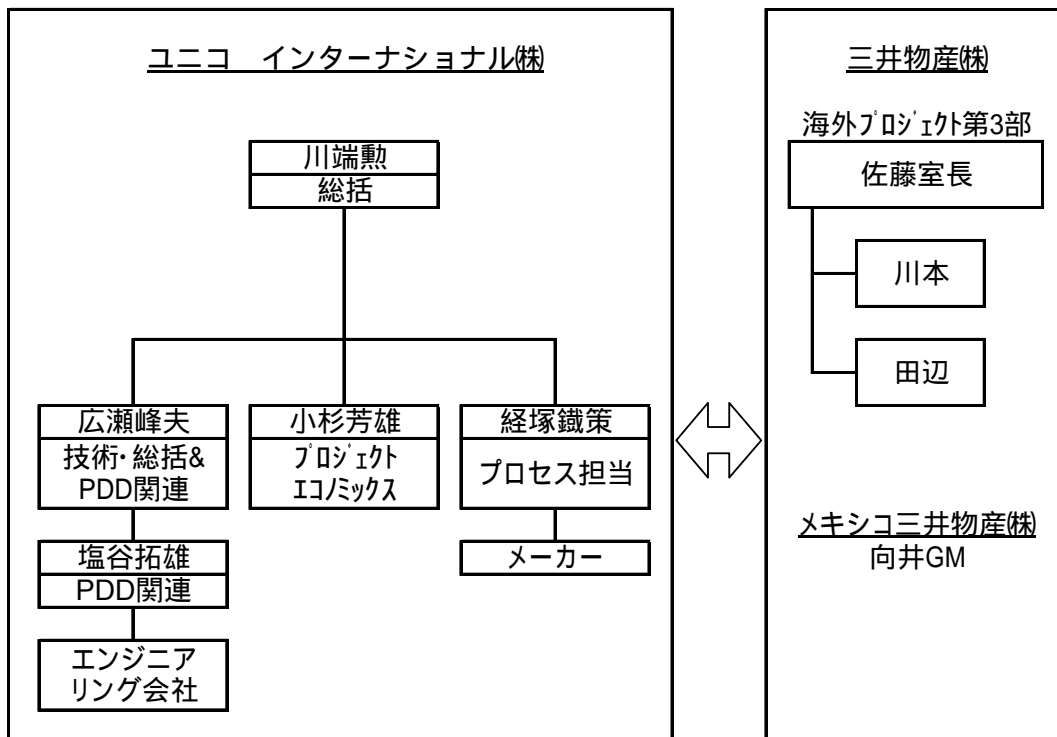 ユニコ　インターナショナル㈱
川端勲
総括
広瀬峰夫
技術・総括&
PDD関連
塩谷拓雄
PDD関連
エンジニア
リング会社
小杉芳雄
ﾌﾟﾛｼﾞｪｸﾄ
ｴｺﾉﾐｯｸｽ
経塚鐵策
プロセス担当
メーカー
三井物産㈱
海外ﾌﾟﾛｼﾞｪｸﾄ第3部
佐藤室長
川本
田辺
メキシコ三井物産㈱
向井GM